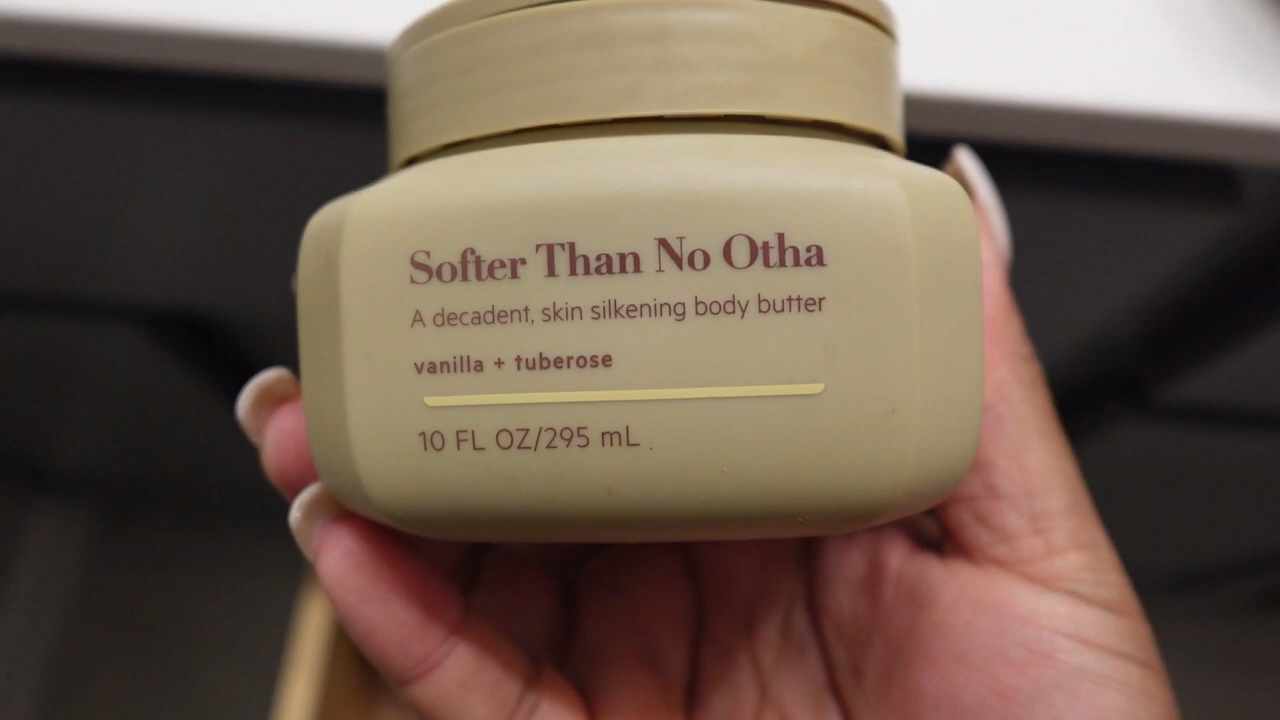 Softer Than No Otha
A decadent, skin silkening body butter
vanilla + tuberose
10 FL OZ/295 mL